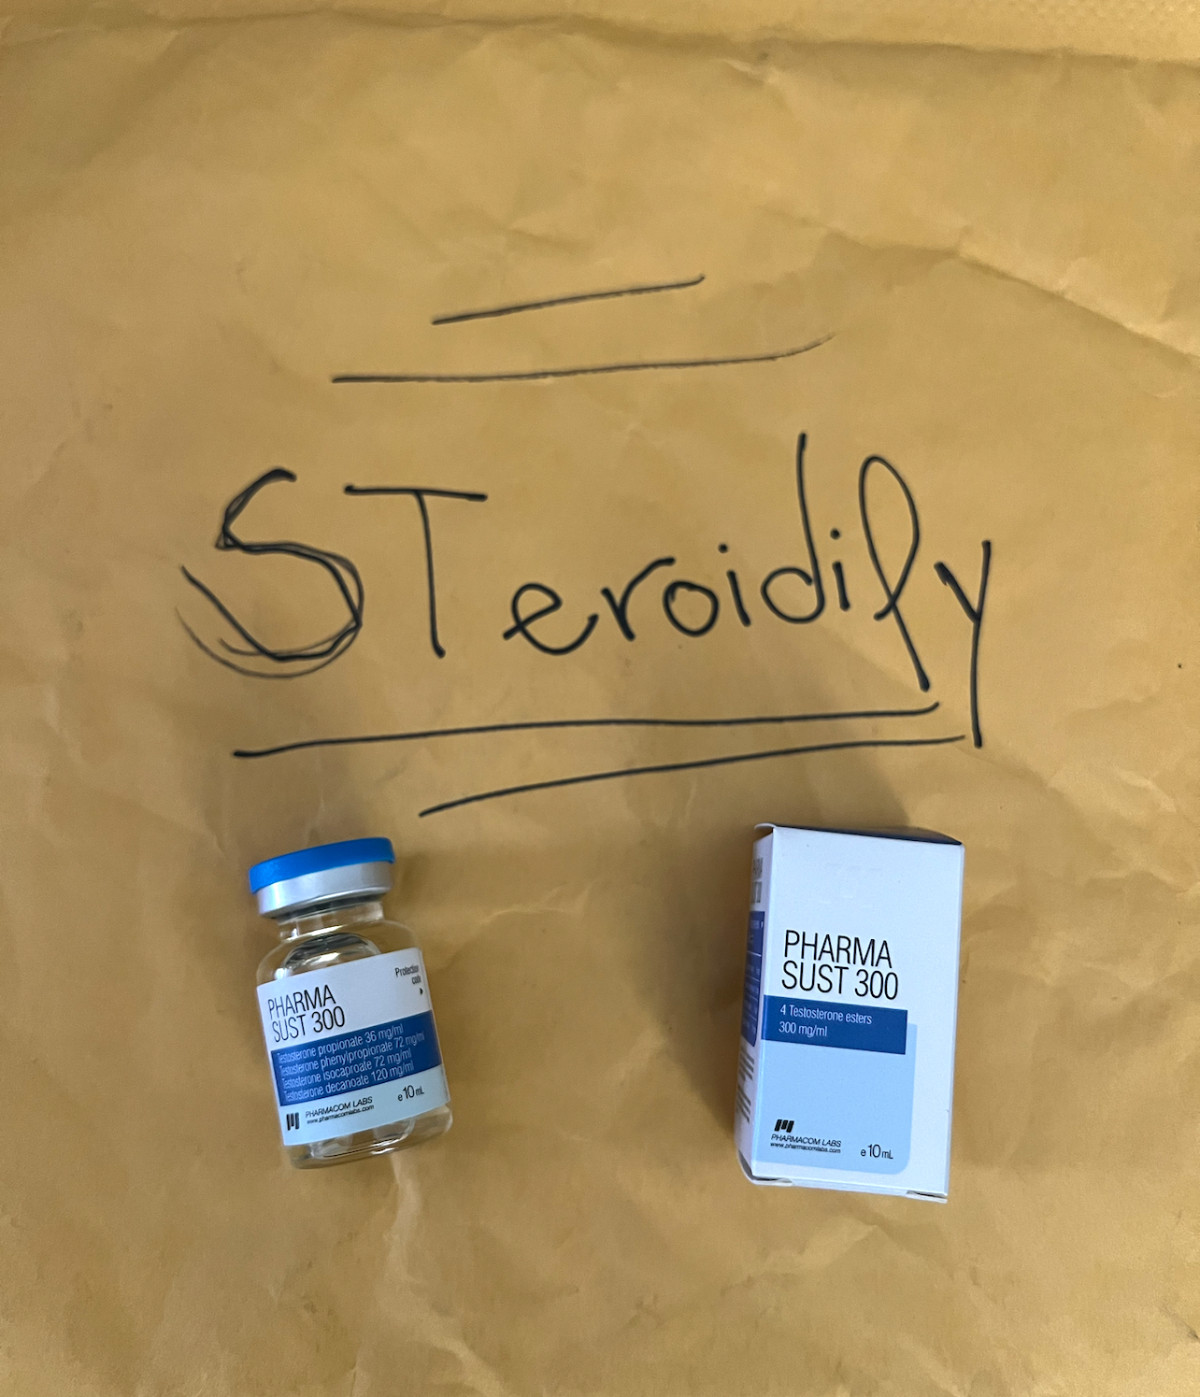 STeroidify
PHARMA
SUST 300
Protection
code
Testosterone propionate 36 mg/ml
Testosterone phenylpropionate 72 mg/ml
Testosterone isocaproate 72 mg/ml
Testosterone decanoate 120 mg/ml
PHARMACOM LABS
www.pharmacomlabs.com
e 10 mL
PHARMA
SUST 300
4 Testosterone esters
300 mg/ml
PHARMACOM LABS
www.pharmacomlabs.com
e 10 mL